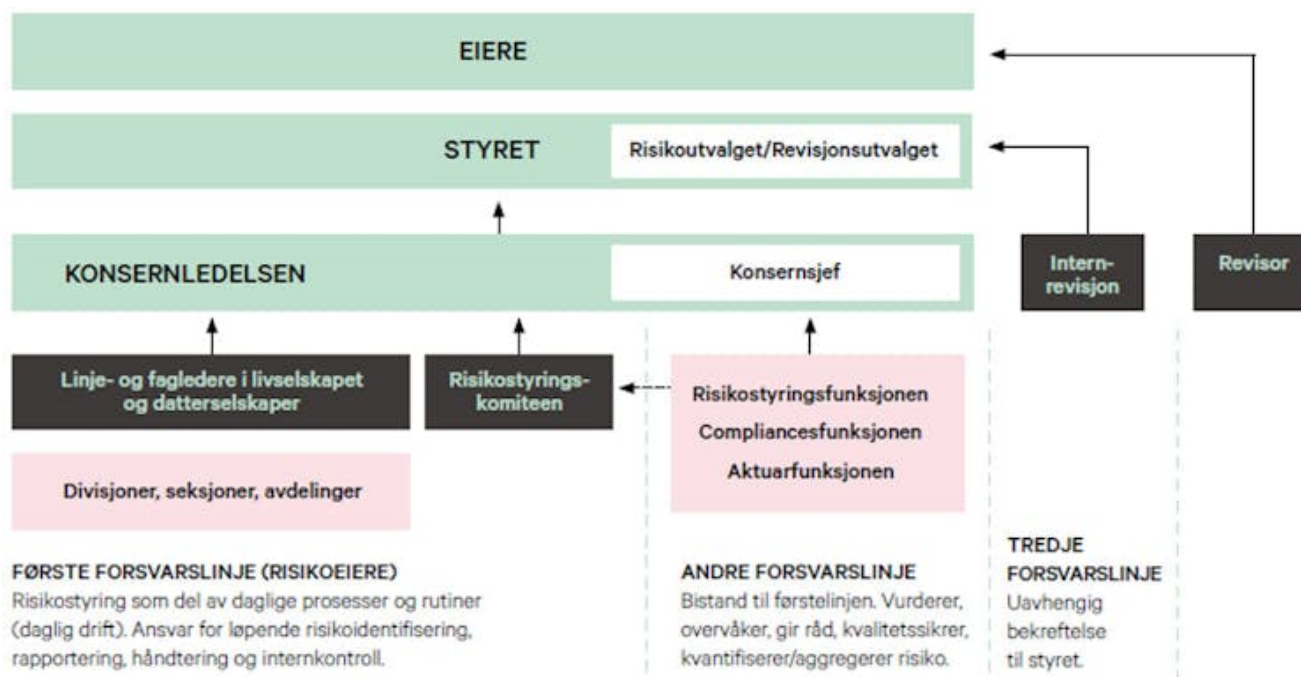 EIERE
STYRET
Risikoutvalget/Revisjonsutvalget
KONSERNLEDELSEN
Konsernsjef
Intern-
revisjon
Revisor
Linje- og fagledere i livselskapet
og datterselskaper
Risikostyrings-
komiteen
Risikostyringsfunksjonen
Compliancesfunksjonen
Aktuarfunksjonen
Divisjoner, seksjoner, avdelinger
FØRSTE FORSVARSLINJE (RISIKOEIERE)
Risikostyring som del av daglige prosesser og rutiner
(daglig drift). Ansvar for løpende risikoidentifisering,
rapportering, håndtering og internkontroll.
ANDRE FORSVARSLINJE
Bistand til førstelinjen. Vurderer,
overvåker, gir råd, kvalitetssikrer,
kvantifiserer/aggregerer risiko.
TREDJE
FORSVARSLINJE
Uavhengig
bekreftelse
til styret.